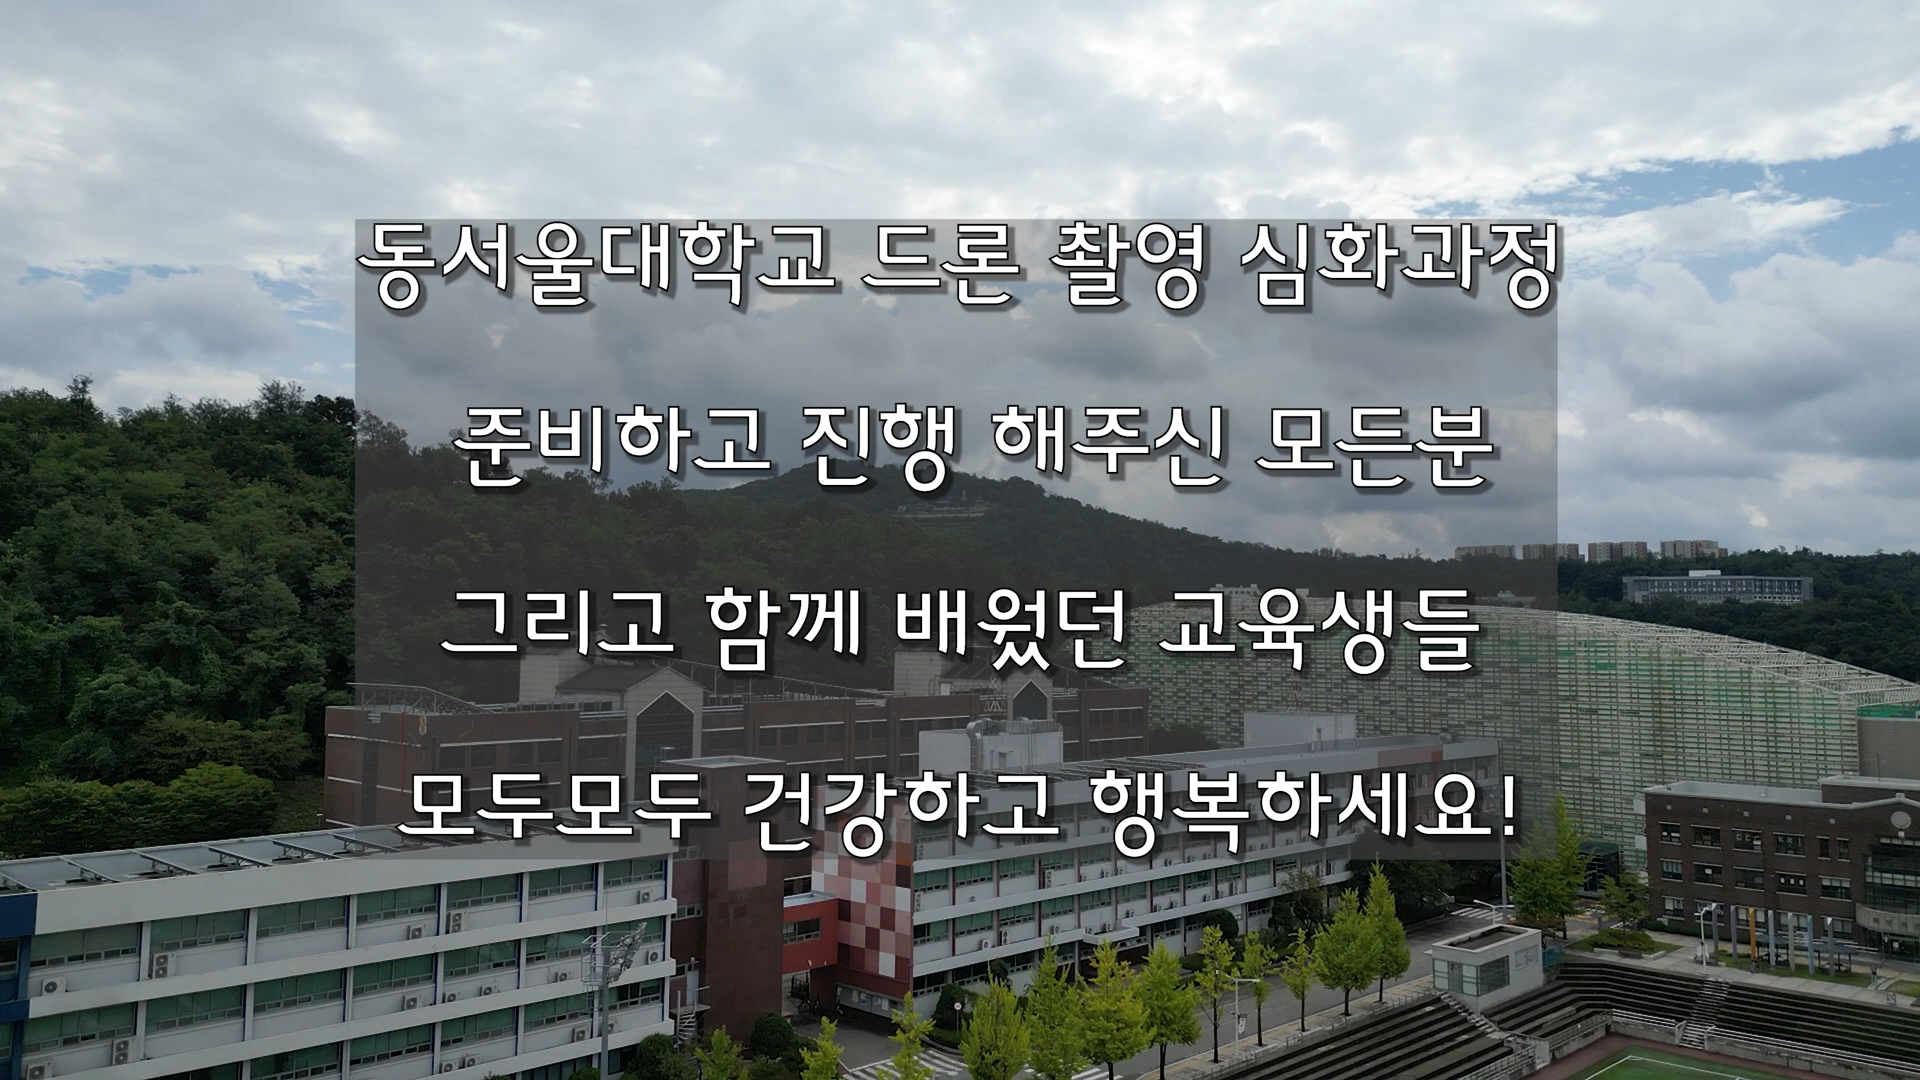 동서울대학교 드론 촬영 심화과정
준비하고 진행 해주신 모든분
그리고 함께 배웠던 교육생들
모두모두 건강하고 행복하세요!